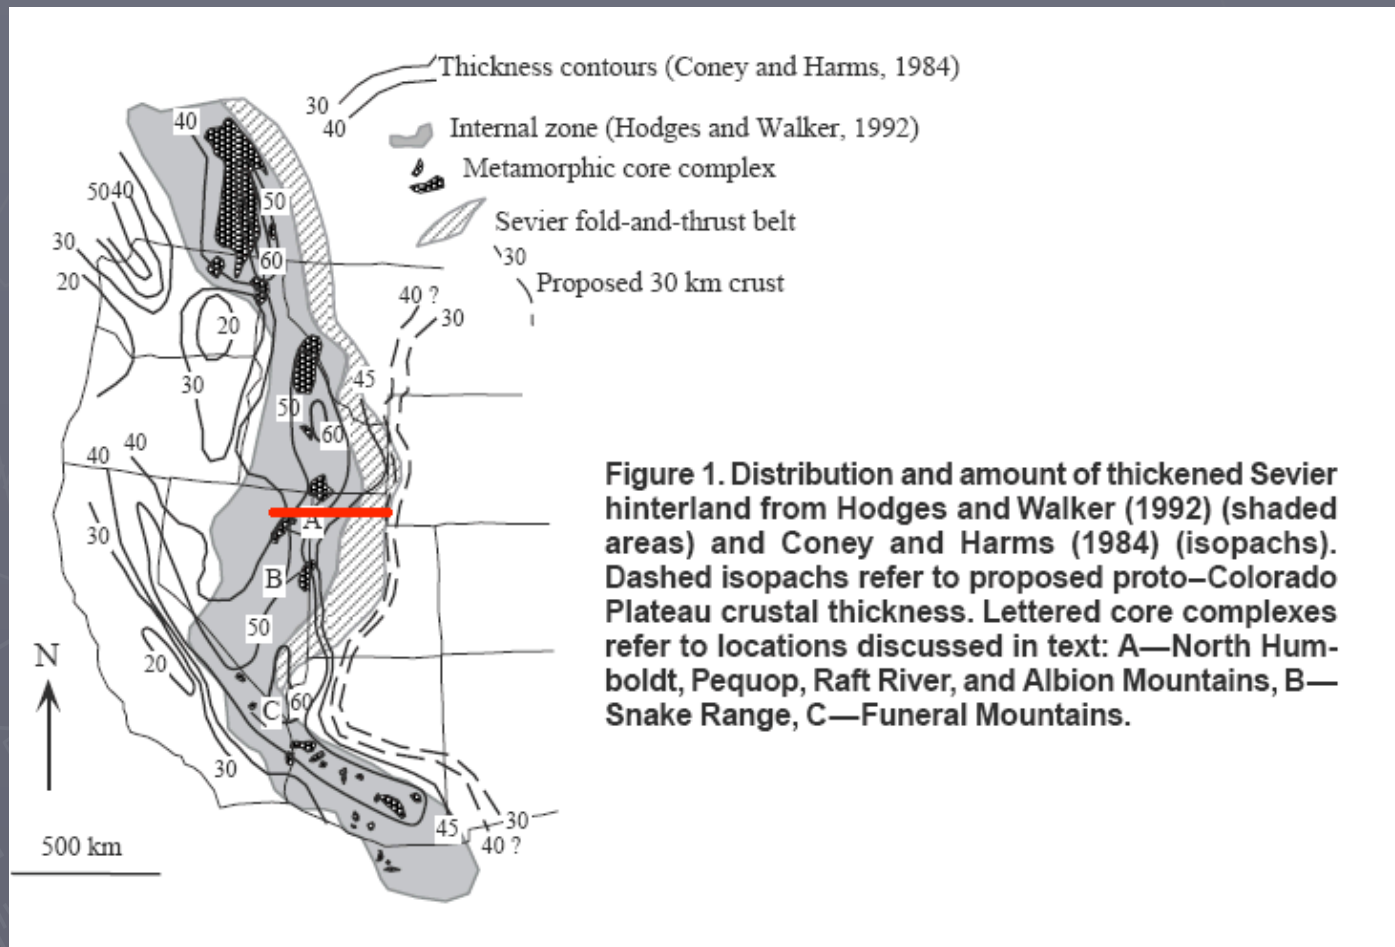 Thickness contours (Coney and Harms, 1984)
30
40
Internal zone (Hodges and Walker, 1992)
Metamorphic core complex
Sevier fold-and-thrust belt
30
Proposed 30 km crust
40
50
5040
30
20
60
40 ?
30
20
30
45
50
60
40
40
A
30
B
50
20
N
C
60
30
45
30
40 ?
500 km
Figure 1. Distribution and amount of thickened Sevier
hinterland from Hodges and Walker (1992) (shaded
areas) and Coney and Harms (1984) (isopachs).
Dashed isopachs refer to proposed proto–Colorado
Plateau crustal thickness. Lettered core complexes
refer to locations discussed in text: A—North Hum-
boldt, Pequop, Raft River, and Albion Mountains, B—
Snake Range, C—Funeral Mountains.